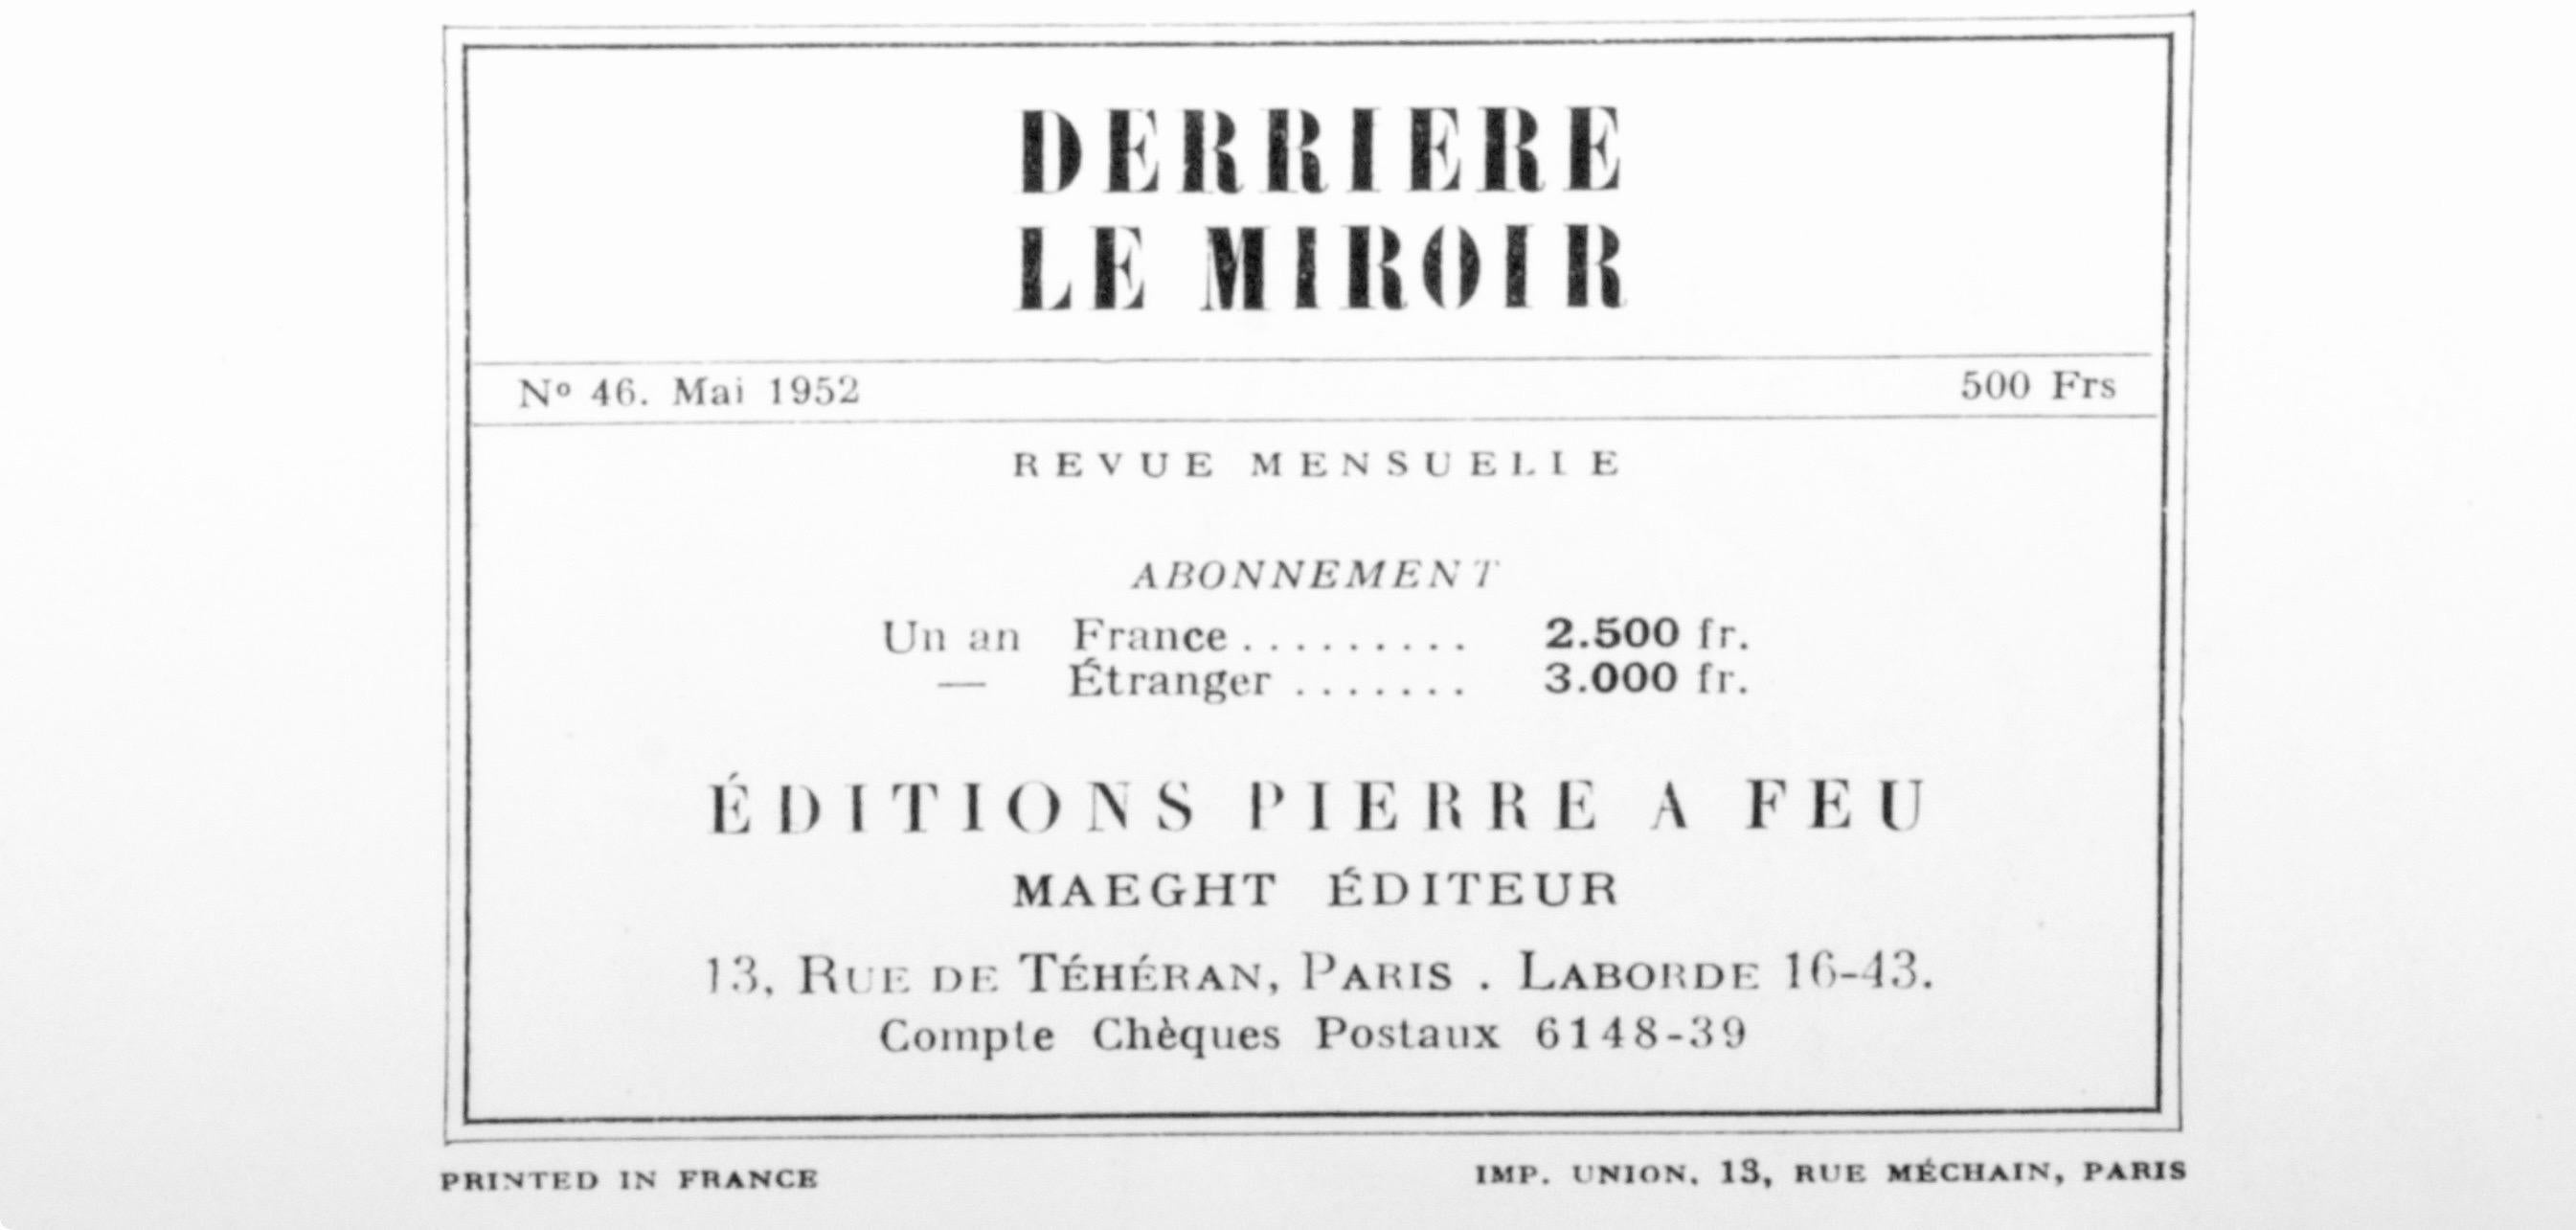 DERRIERE
LE MIROIR
Nº 46. Mai 1952 500 Frs
REVUE MENSUELLE
ABONNEMENT
Un an France ......... 2.500 fr.
— Étranger ....... 3.000 fr.
ÉDITIONS PIERRE A FEU
MAEGHT ÉDITEUR
13, RUE DE TÉHÉRAN, PARIS . LABORDE 16-43.
Compte Chèques Postaux 6148-39
PRINTED IN FRANCE IMP. UNION, 13, RUE MÉCHAIN, PARIS